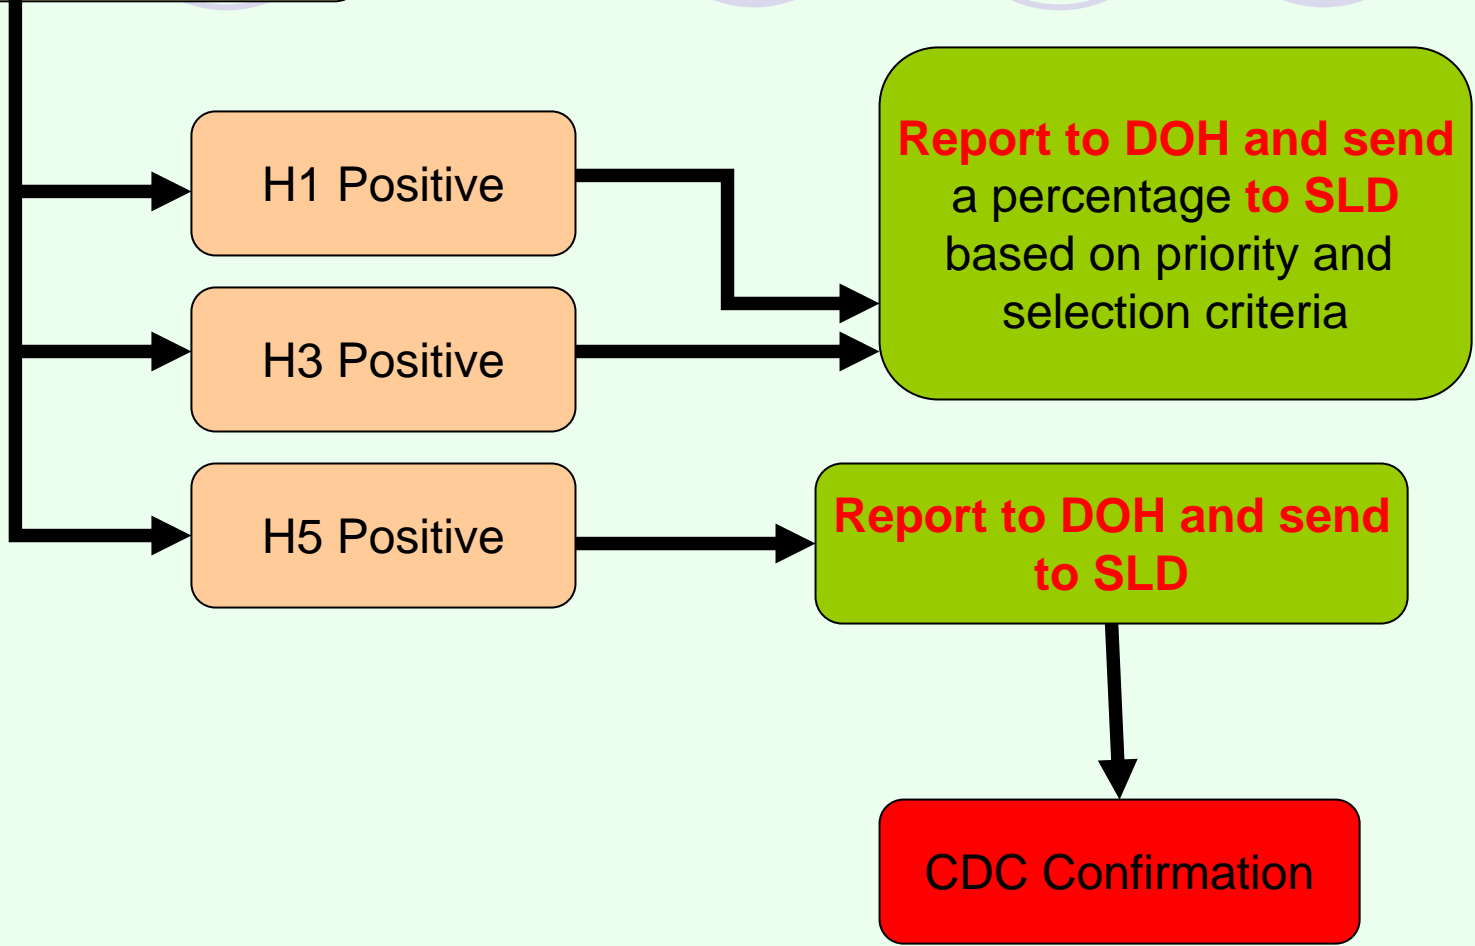 H1 Positive
Report to DOH and send
a percentage to SLD
based on priority and
selection criteria
H3 Positive
H5 Positive
Report to DOH and send
to SLD
CDC Confirmation